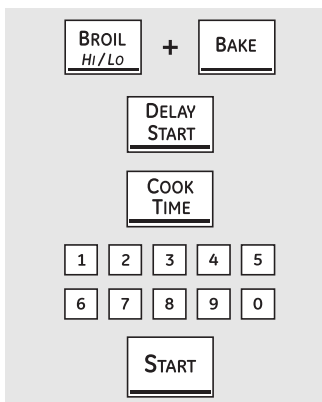 BROIL + BAKE
HI/LO
DELAY
START
COOK
TIME
1 2 3 4 5
6 7 8 9 0
START